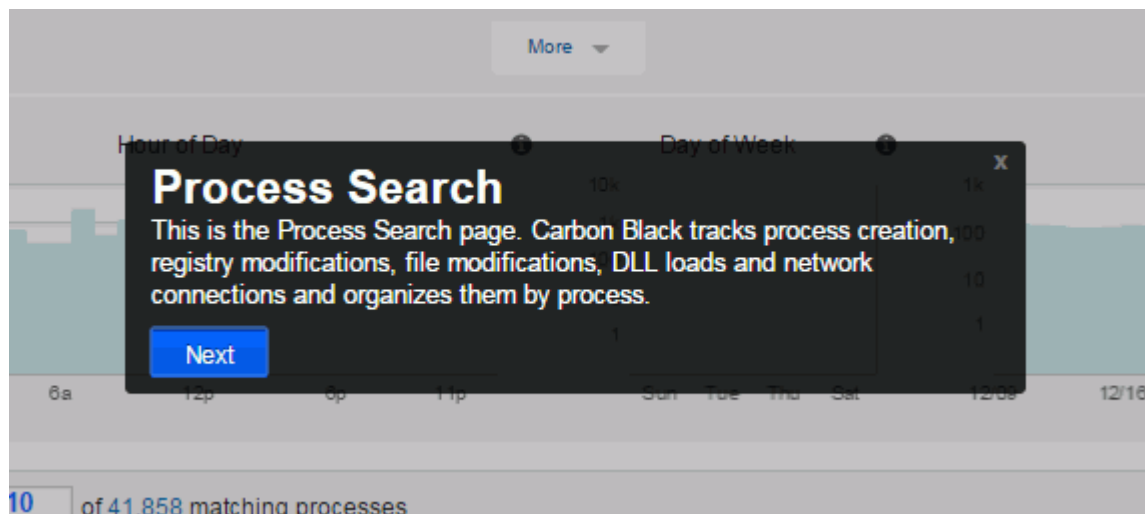 More
Hour of Day
Day of Week
x
Process Search
This is the Process Search page. Carbon Black tracks process creation,
registry modifications, file modifications, DLL loads and network
connections and organizes them by process.
Next
10k
1
1k
100
10
1
6a 12p 6p 11p
Sun Tue Thu Sat
12/09 12/16
10 of 41,858 matching processes